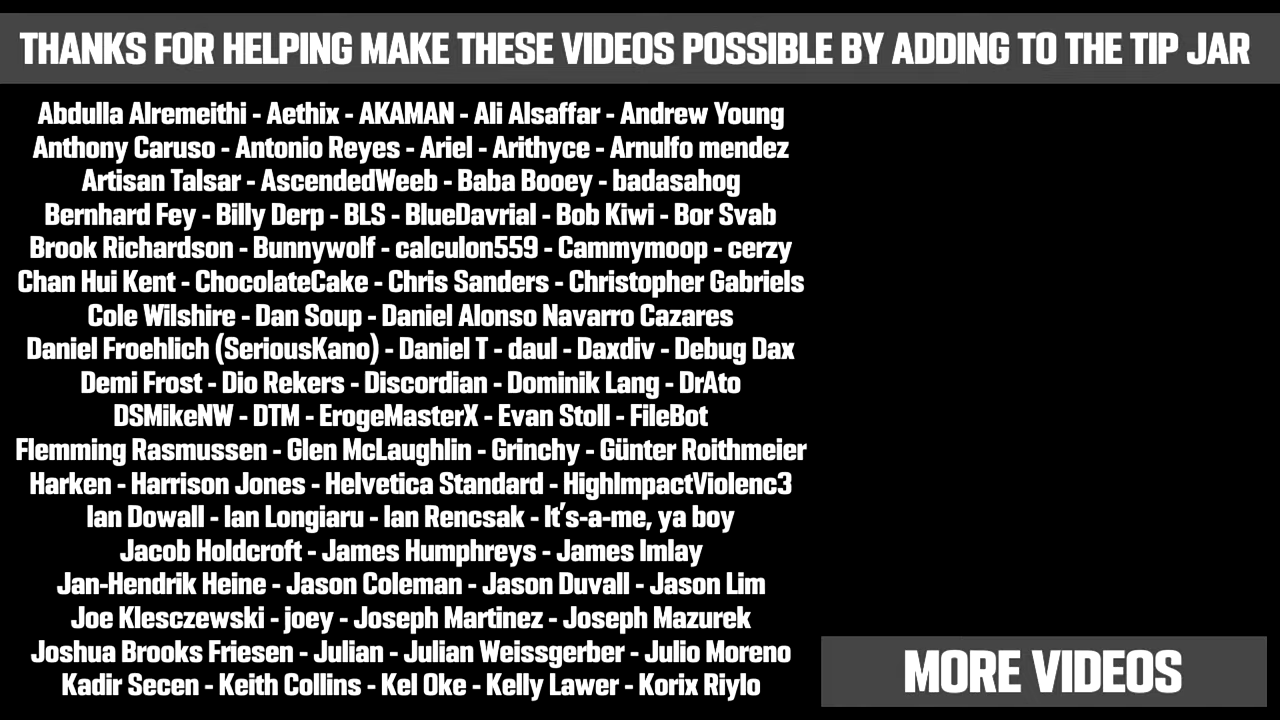 THANKS FOR HELPING MAKE THESE VIDEOS POSSIBLE BY ADDING TO THE TIP JAR
Abdulla Alremeithi - Aethix - AKAMAN - Ali Alsaffar - Andrew Young
Anthony Caruso - Antonio Reyes - Ariel - Arithyce - Arnulfo mendez
Artisan Talsar - AscendedWeeb - Baba Booey - badasahog
Bernhard Fey - Billy Derp - BLS - BlueDavrial - Bob Kiwi - Bor Svab
Brook Richardson - Bunnywolf - calculon559 - Cammymoop - cerzy
Chan Hui Kent - ChocolateCake - Chris Sanders - Christopher Gabriels
Cole Wilshire - Dan Soup - Daniel Alonso Navarro Cazares
Daniel Froehlich (SeriousKano) - Daniel T - daul - Daxdiv - Debug Dax
Demi Frost - Dio Rekers - Discordian - Dominik Lang - DrAto
DSMikeNW - DTM - ErogeMasterX - Evan Stoll - FileBot
Flemming Rasmussen - Glen McLaughlin - Grinchy - Günter Roithmeier
Harken - Harrison Jones - Helvetica Standard - HighImpactViolenc3
Ian Dowall - Ian Longiaru - Ian Rencsak - It's-a-me, ya boy
Jacob Holdcroft - James Humphreys - James Imlay
Jan-Hendrik Heine - Jason Coleman - Jason Duvall - Jason Lim
Joe Klesczewski - joey - Joseph Martinez - Joseph Mazurek
Joshua Brooks Friesen - Julian - Julian Weissgerber - Julio Moreno
Kadir Secen - Keith Collins - Kel Oke - Kelly Lawer - Korix Riylo
MORE VIDEOS